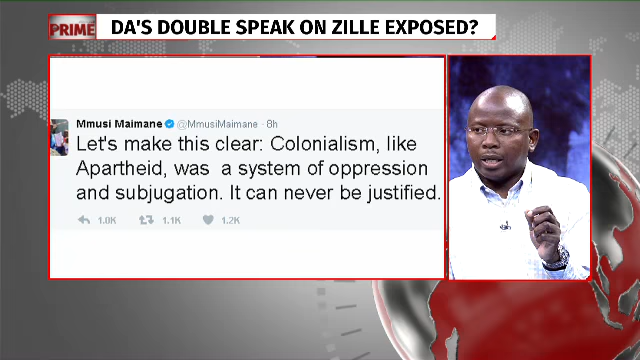 PRIME
DA'S DOUBLE SPEAK ON ZILLE EXPOSED?
Mmusi Maimane @MmusiMaimane · 8h
Let's make this clear: Colonialism, like
Apartheid, was a system of oppression
and subjugation. It can never be justified.
1.0K 1.1K 1.2K